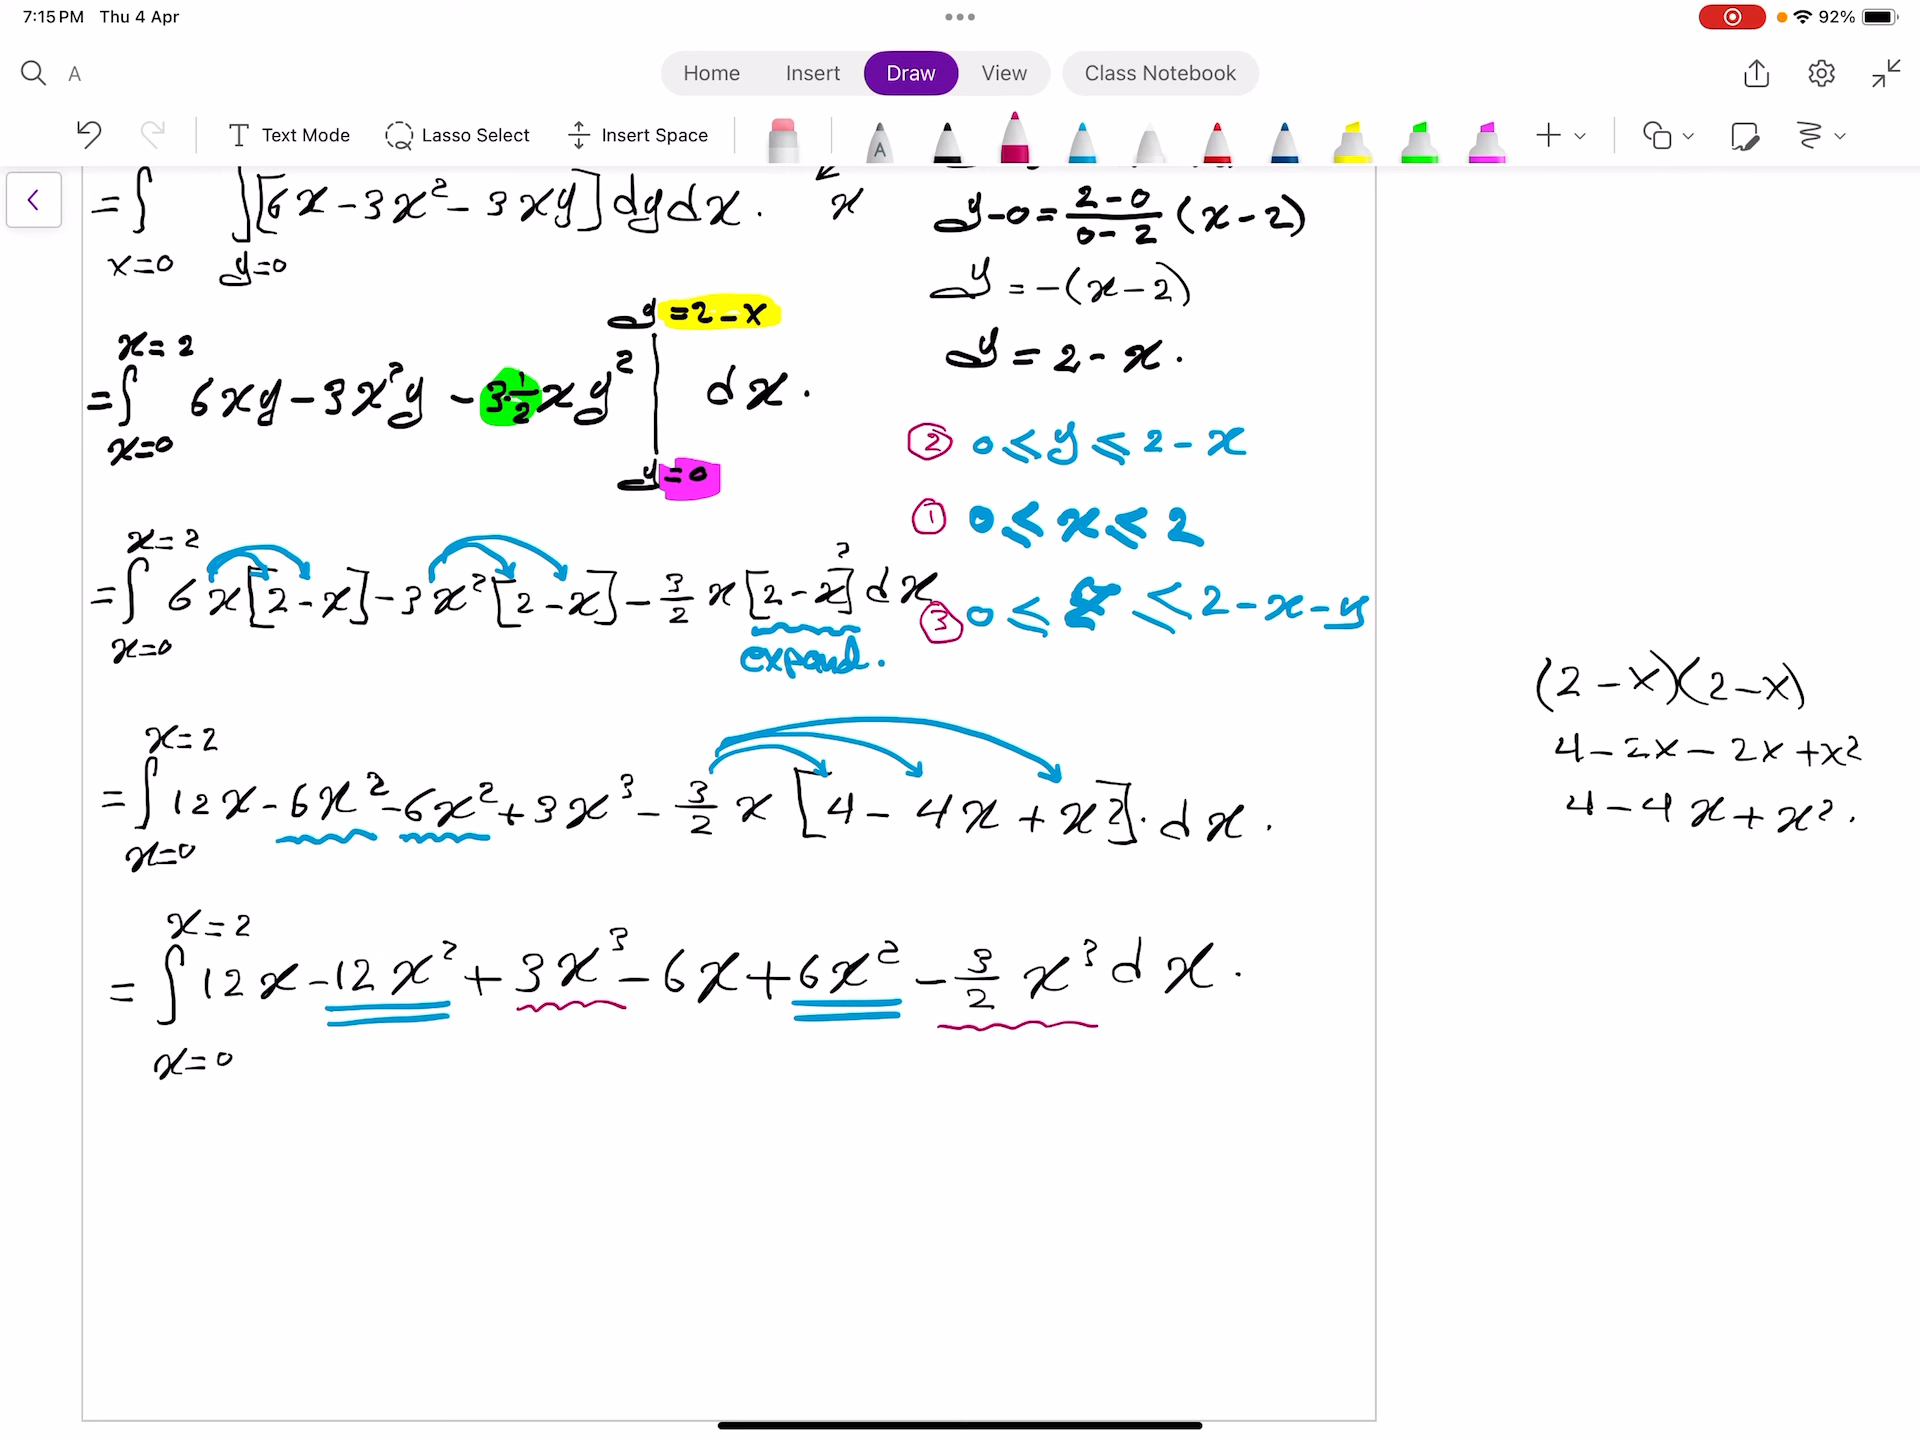 7:15 PM Thu 4 Apr
92%
A
Home Insert Draw View Class Notebook
T Text Mode Lasso Select Insert Space
A
= ∫ ∫ [6x - 3x² - 3xy] dy dx.
x=0 y=0
x
y - 0 = (2-0)/(0-2) (x - 2)
y = -(x - 2)
y = 2 - x.
y = 2 - x
x = 2
= ∫ 6xy - 3x²y - 3·1/2 xy² | dx.
x=0
y = 0
② 0 ≤ y ≤ 2 - x
① 0 ≤ x ≤ 2
③ 0 ≤ z ≤ 2 - x - y
x = 2
= ∫ 6x[2-x] - 3x²[2-x] - 3/2 x [2-x]² dx
x=0
expand.
(2 - x)(2 - x)
4 - 2x - 2x + x²
4 - 4x + x².
x = 2
= ∫ 12x - 6x² - 6x² + 3x³ - 3/2 x [4 - 4x + x²]. dx.
x=0
x = 2
= ∫ 12x - 12x² + 3x³ - 6x + 6x² - 3/2 x³ dx.
x = 0